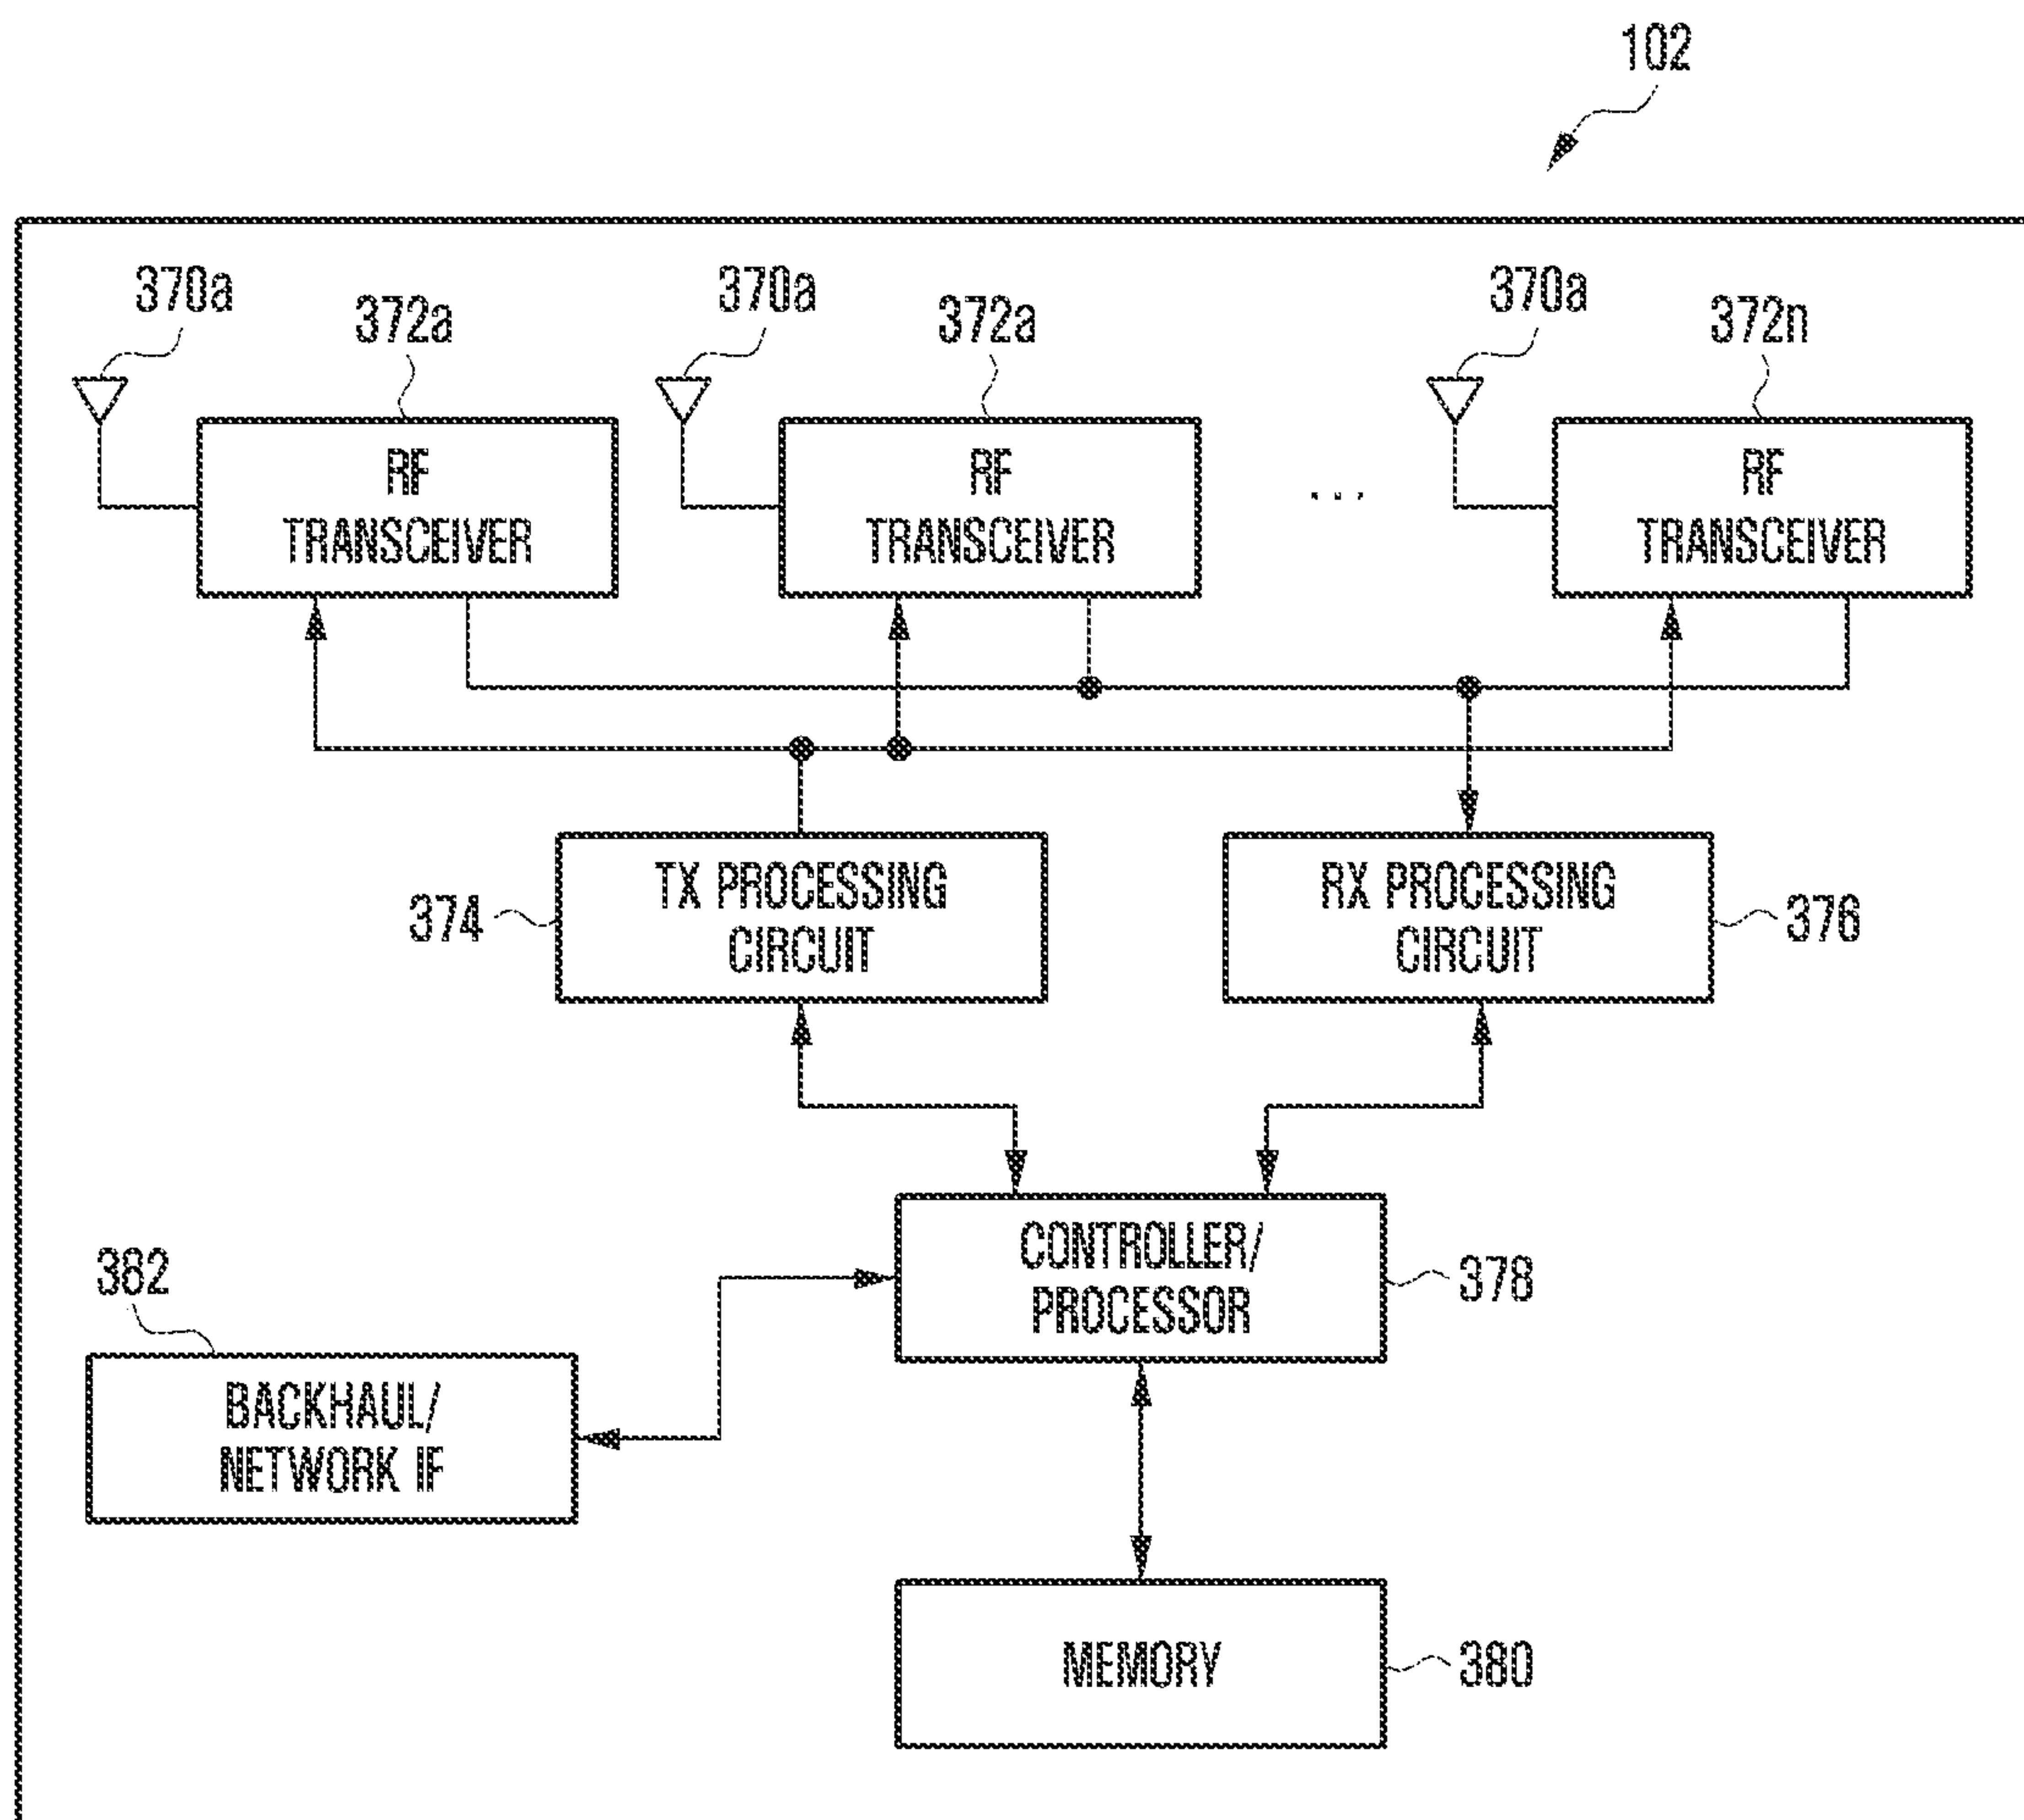 102
370a
372a
370a
372a
370a
372n
RF
TRANSCEIVER
RF
TRANSCEIVER
...
RF
TRANSCEIVER
374
TX PROCESSING
CIRCUIT
RX PROCESSING
CIRCUIT
376
CONTROLLER/
PROCESSOR
378
382
BACKHAUL/
NETWORK IF
MEMORY
380